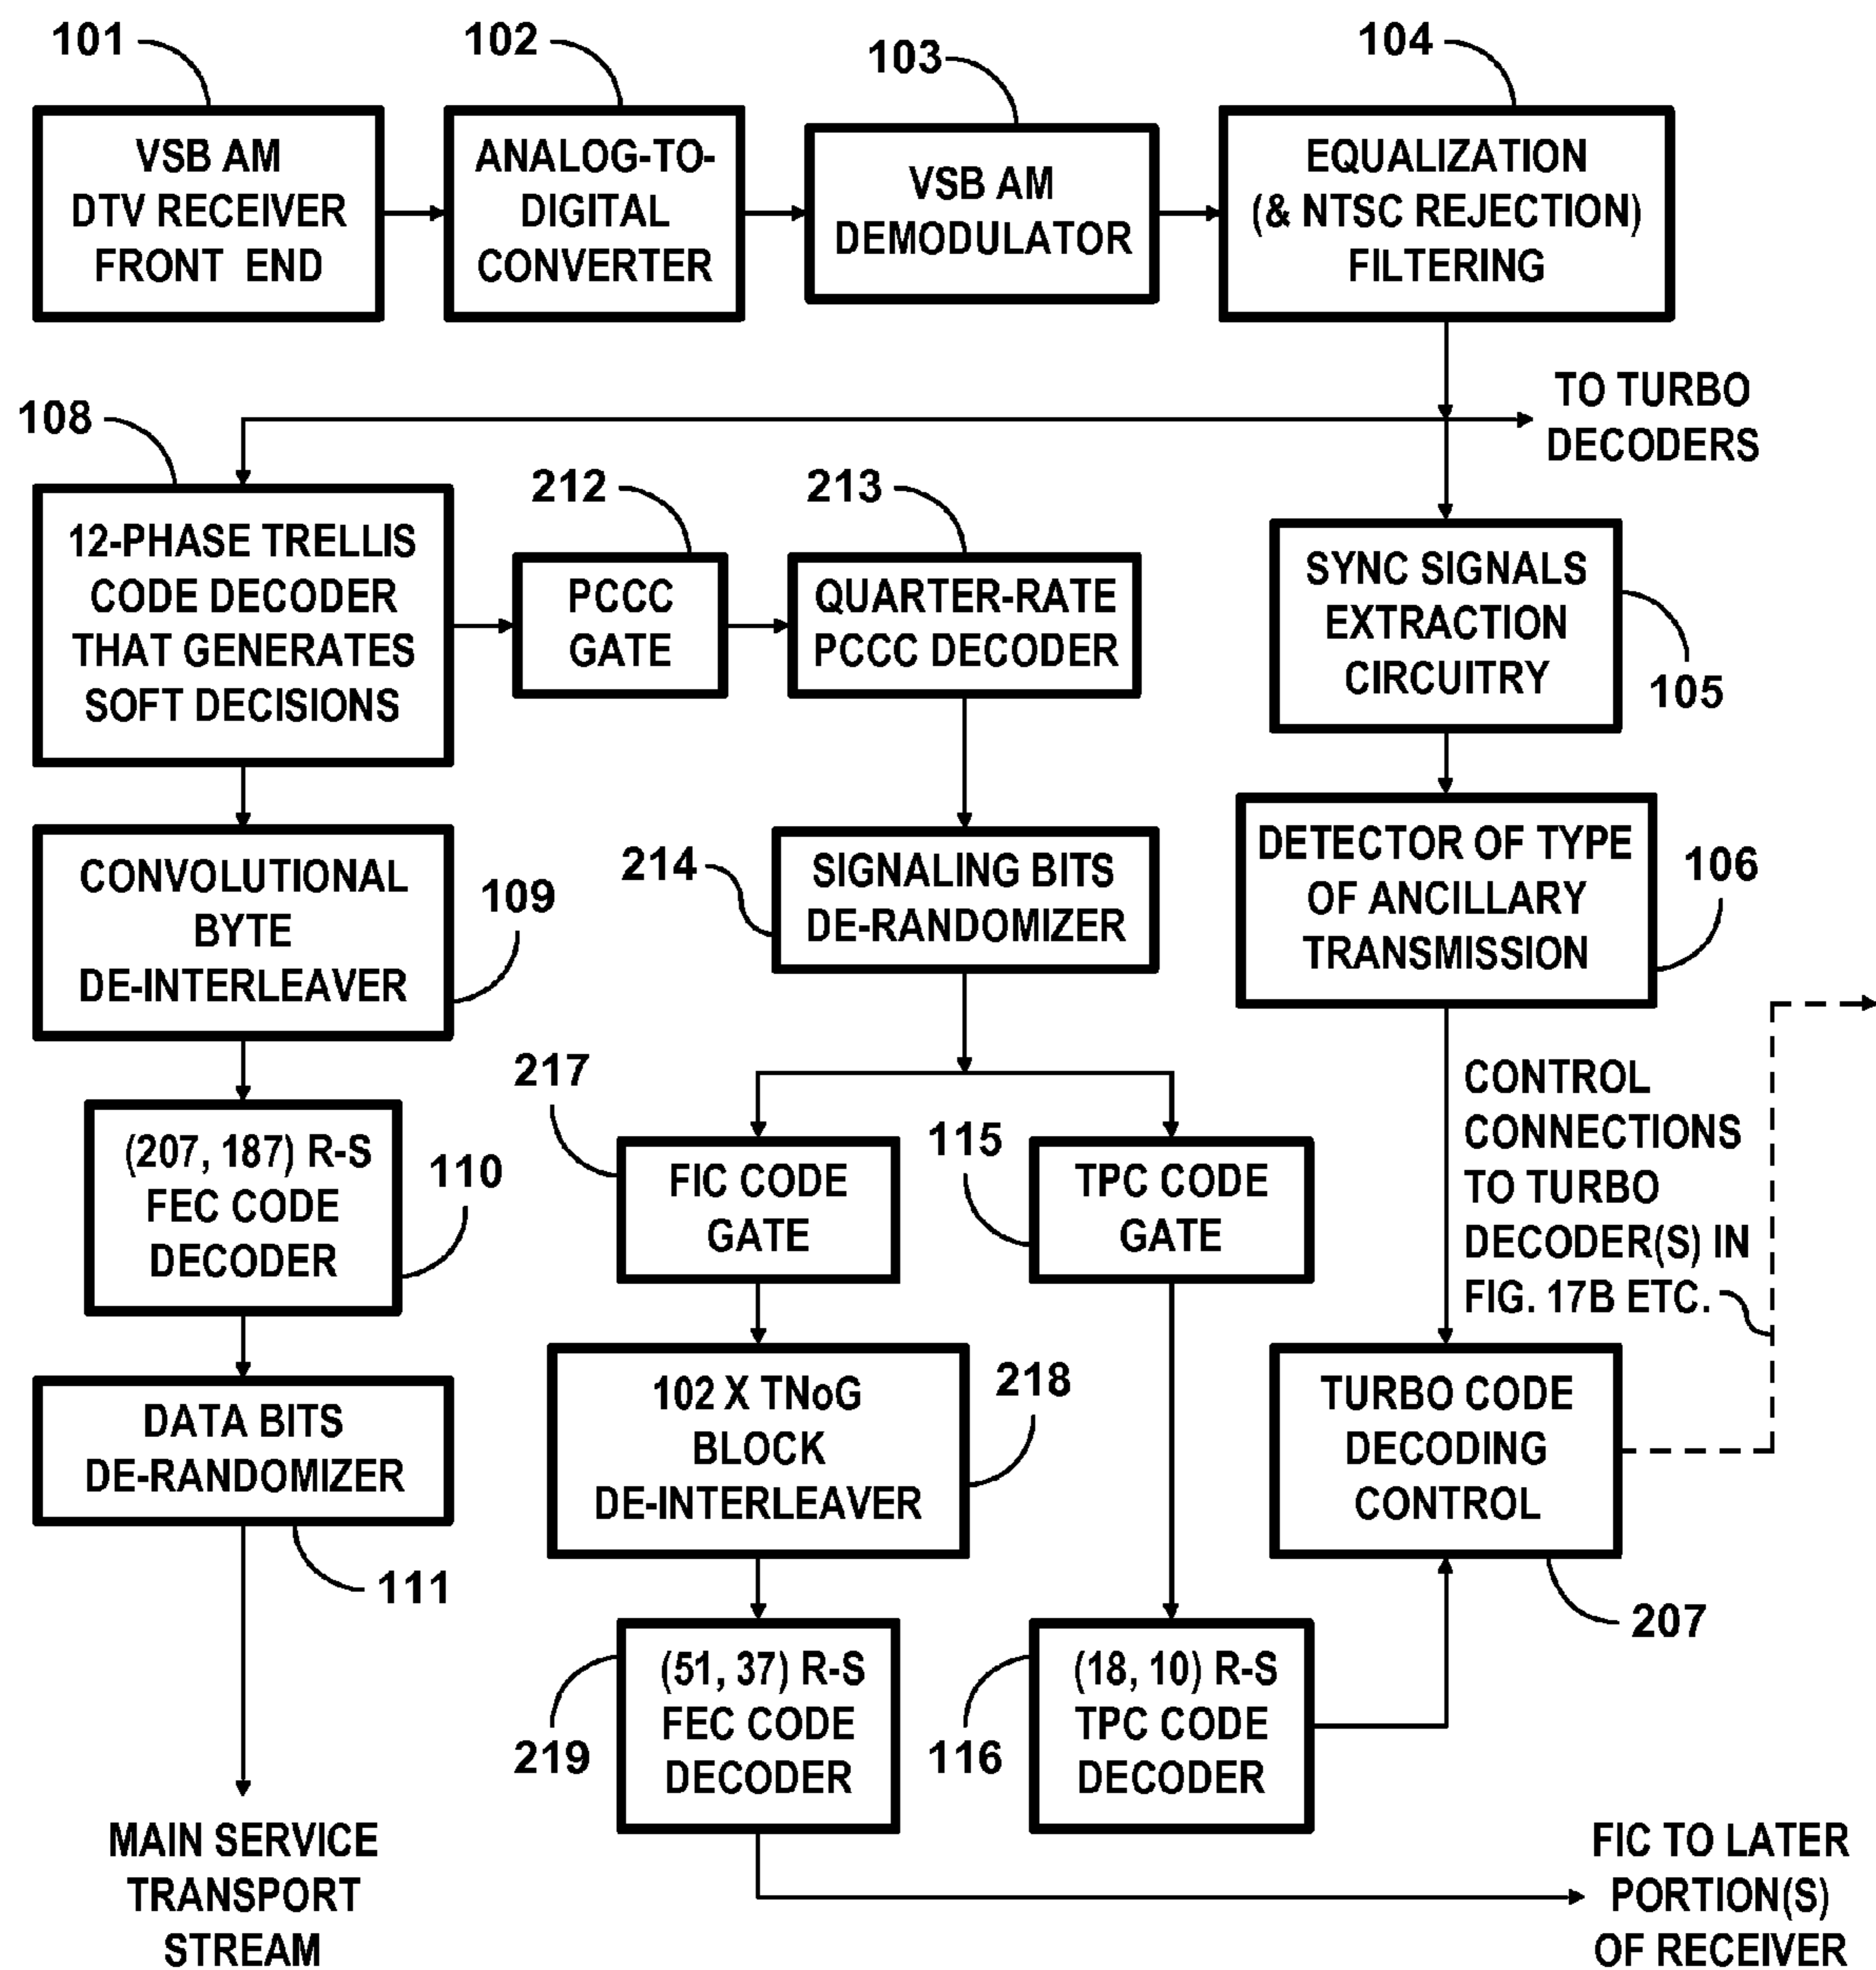 101
102
103
104
VSB AM
DTV RECEIVER
FRONT END
ANALOG-TO-
DIGITAL
CONVERTER
VSB AM
DEMODULATOR
EQUALIZATION
(& NTSC REJECTION)
FILTERING
TO TURBO
DECODERS
108
212
213
12-PHASE TRELLIS
CODE DECODER
THAT GENERATES
SOFT DECISIONS
PCCC
GATE
QUARTER-RATE
PCCC DECODER
SYNC SIGNALS
EXTRACTION
CIRCUITRY
105
CONVOLUTIONAL
BYTE
DE-INTERLEAVER
109
214
SIGNALING BITS
DE-RANDOMIZER
DETECTOR OF TYPE
OF ANCILLARY
TRANSMISSION
106
217
115
CONTROL
CONNECTIONS
TO TURBO
DECODER(S) IN
FIG. 17B ETC.
(207, 187) R-S
FEC CODE
DECODER
110
FIC CODE
GATE
TPC CODE
GATE
DATA BITS
DE-RANDOMIZER
111
102 X TNoG
BLOCK
DE-INTERLEAVER
218
TURBO CODE
DECODING
CONTROL
207
(51, 37) R-S
FEC CODE
DECODER
219
(18, 10) R-S
TPC CODE
DECODER
116
MAIN SERVICE
TRANSPORT
STREAM
FIC TO LATER
PORTION(S)
OF RECEIVER